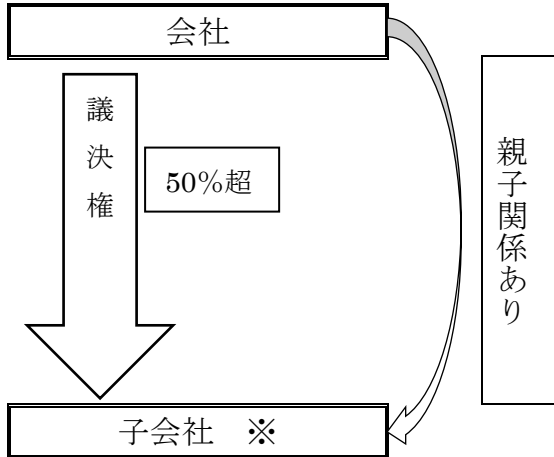 会社
議決権
50%超
親子関係あり
子会社 ※